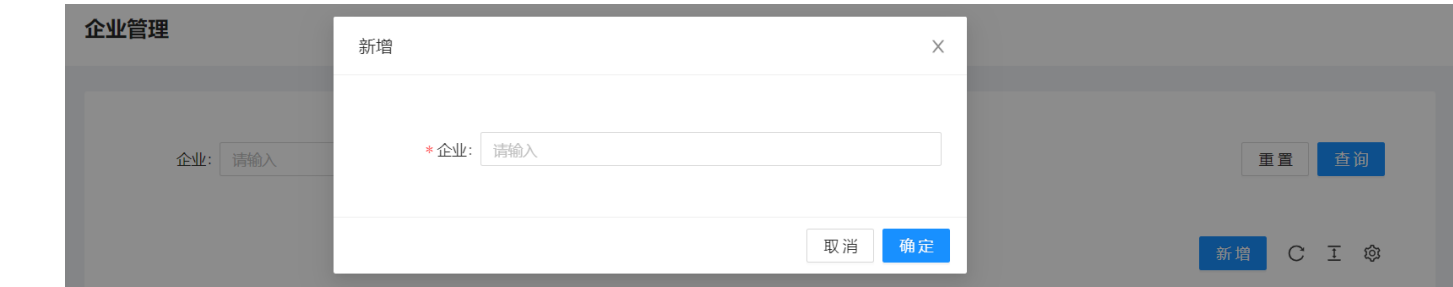 企业管理
新增
企业: 请输入
* 企业: 请输入
重置 查询
取消 确定
新增